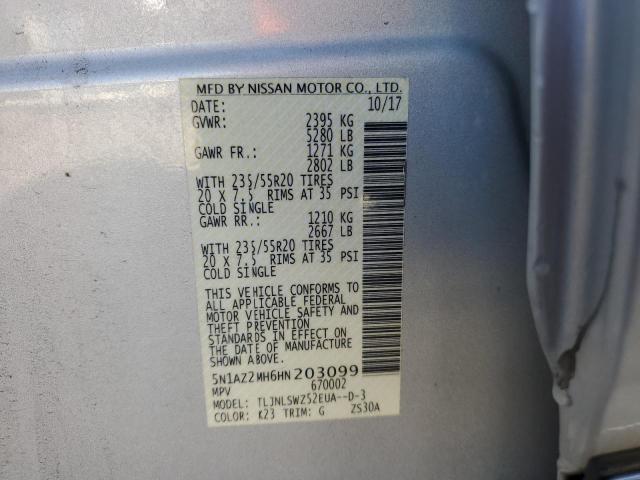 MFD BY NISSAN MOTOR CO., LTD.
DATE: 10/17
GVWR: 2395 KG
5280 LB
GAWR FR.: 1271 KG
2802 LB
WITH 235/55R20 TIRES
20 X 7.5 RIMS AT 35 PSI
COLD SINGLE
GAWR RR.: 1210 KG
2667 LB
WITH 235/55R20 TIRES
20 X 7.5 RIMS AT 35 PSI
COLD SINGLE
THIS VEHICLE CONFORMS TO
ALL APPLICABLE FEDERAL
MOTOR VEHICLE SAFETY AND
THEFT PREVENTION
STANDARDS IN EFFECT ON
THE DATE OF MANUFACTURE
SHOWN ABOVE.
5N1AZ2MH6HN203099
MPV 670002
MODEL: TLJNLSWZ52EUA--D-3
COLOR: K23 TRIM: G ZS30A